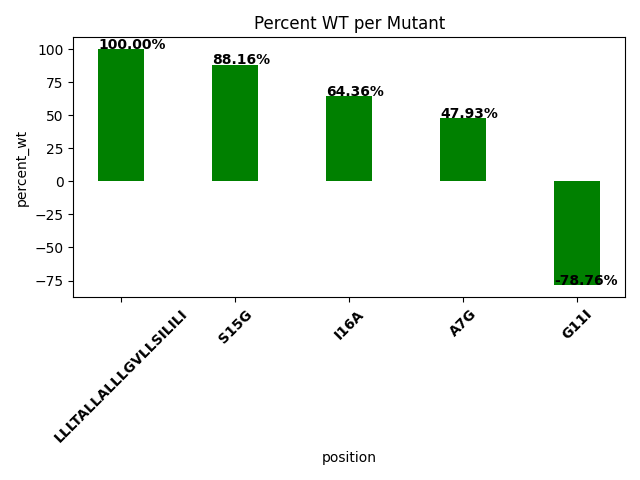 Percent WT per Mutant
percent_wt
100
75
50
25
0
−25
−50
−75
100.00%
88.16%
64.36%
47.93%
-78.76%
LLLTALLALLLGVLLSILILI
S15G
I16A
A7G
G11I
position